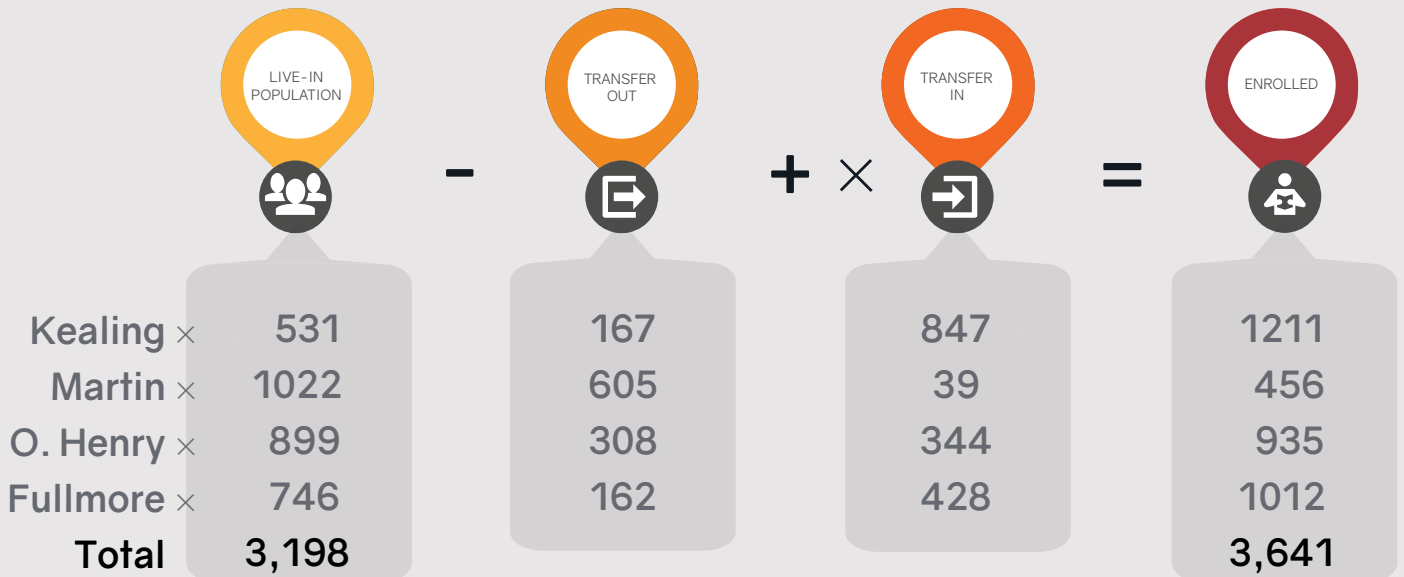 LIVE-IN
POPULATION
TRANSFER
OUT
TRANSFER
IN
ENROLLED
- + × =
Kealing × 531 167 847 1211
Martin × 1022 605 39 456
O. Henry × 899 308 344 935
Fullmore × 746 162 428 1012
Total 3,198 3,641